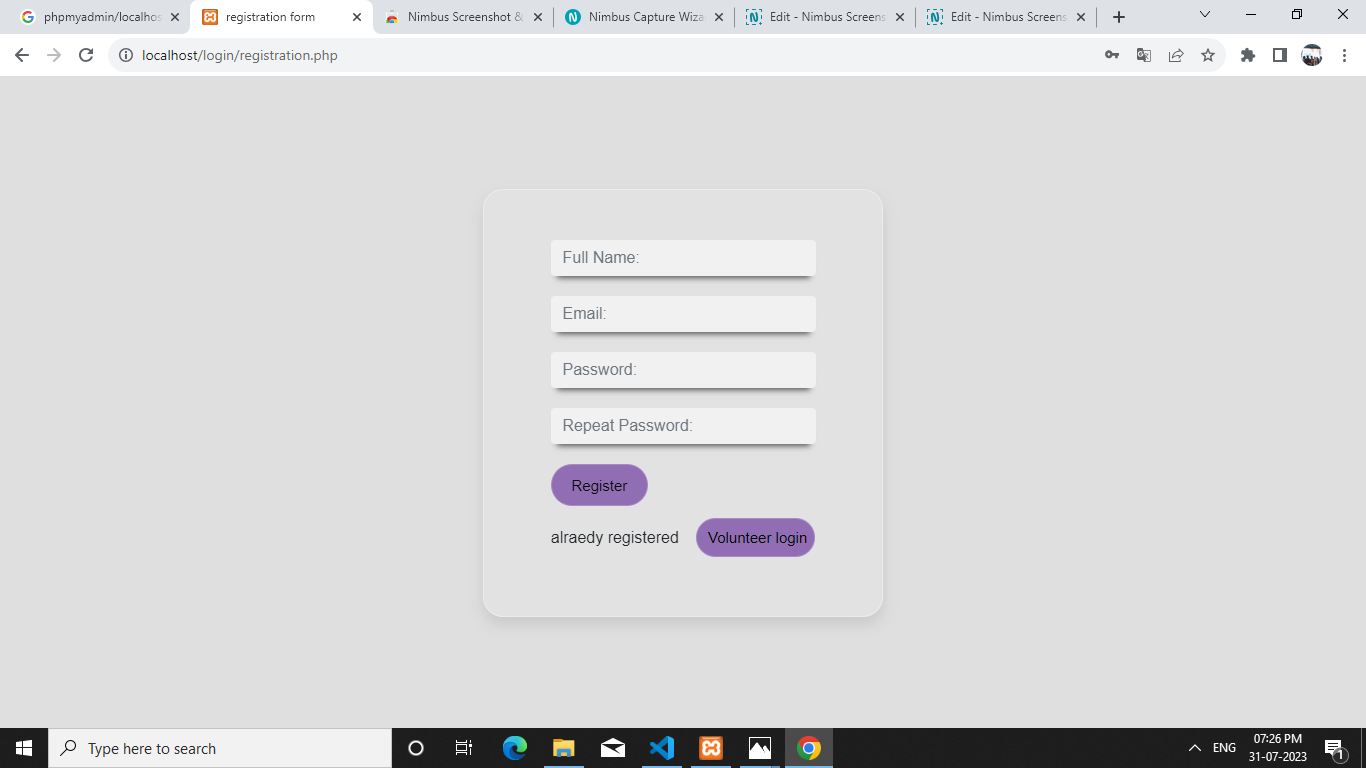 phpmyadmin/localhos
registration form
Nimbus Screenshot &
Nimbus Capture Wiza
Edit - Nimbus Screens
Edit - Nimbus Screens
localhost/login/registration.php
Full Name:
Email:
Password:
Repeat Password:
Register
alraedy registered Volunteer login
Type here to search
ENG
07:26 PM
31-07-2023
1